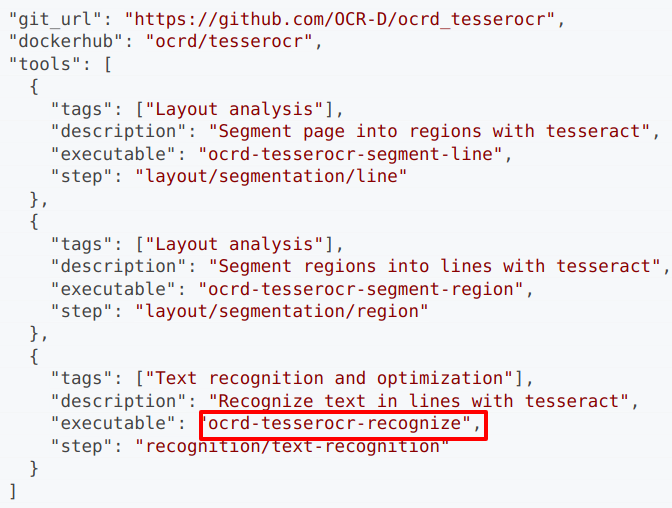 "git_url": "https://github.com/OCR-D/ocrd_tesserocr",
"dockerhub": "ocrd/tesserocr",
"tools": [
  {
    "tags": ["Layout analysis"],
    "description": "Segment page into regions with tesseract",
    "executable": "ocrd-tesserocr-segment-line",
    "step": "layout/segmentation/line"
  },
  {
    "tags": ["Layout analysis"],
    "description": "Segment regions into lines with tesseract",
    "executable": "ocrd-tesserocr-segment-region",
    "step": "layout/segmentation/region"
  },
  {
    "tags": ["Text recognition and optimization"],
    "description": "Recognize text in lines with tesseract",
    "executable": "ocrd-tesserocr-recognize",
    "step": "recognition/text-recognition"
  }
]